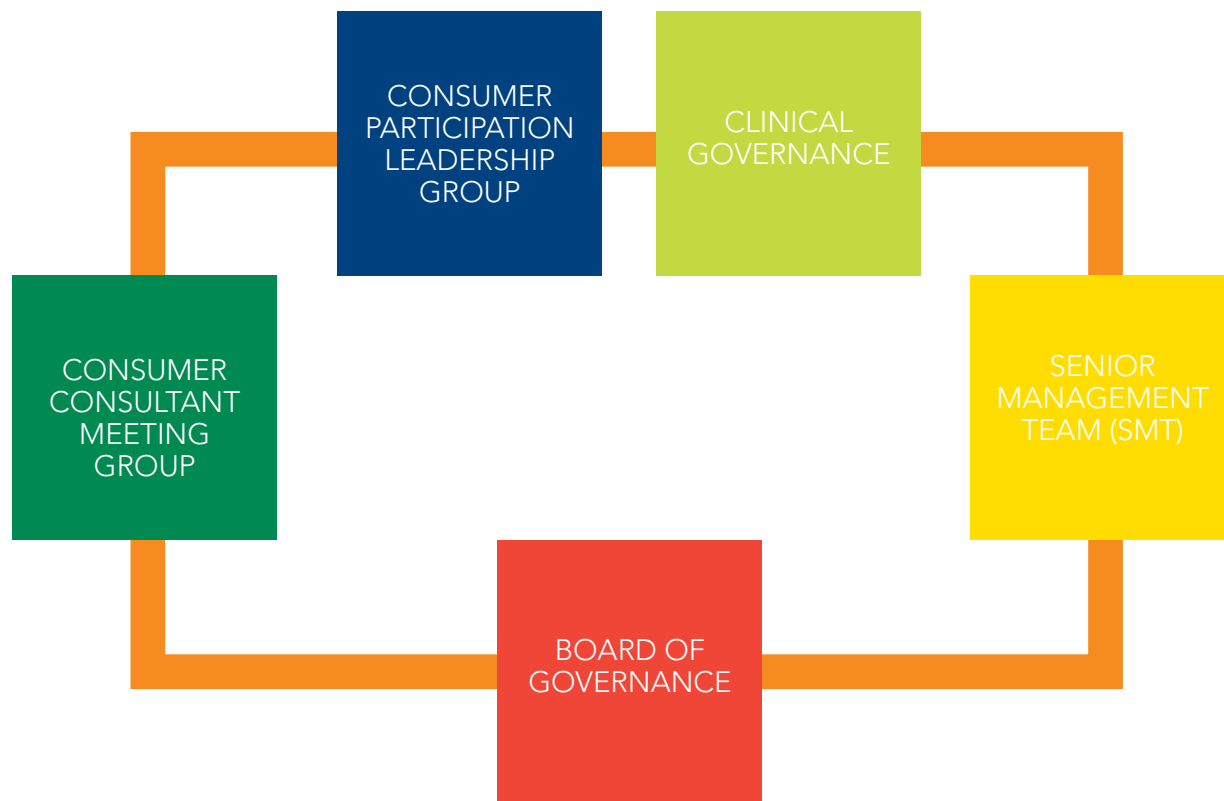 CONSUMER
PARTICIPATION
LEADERSHIP
GROUP
CLINICAL
GOVERNANCE
CONSUMER
CONSULTANT
MEETING
GROUP
SENIOR
MANAGEMENT
TEAM (SMT)
BOARD OF
GOVERNANCE